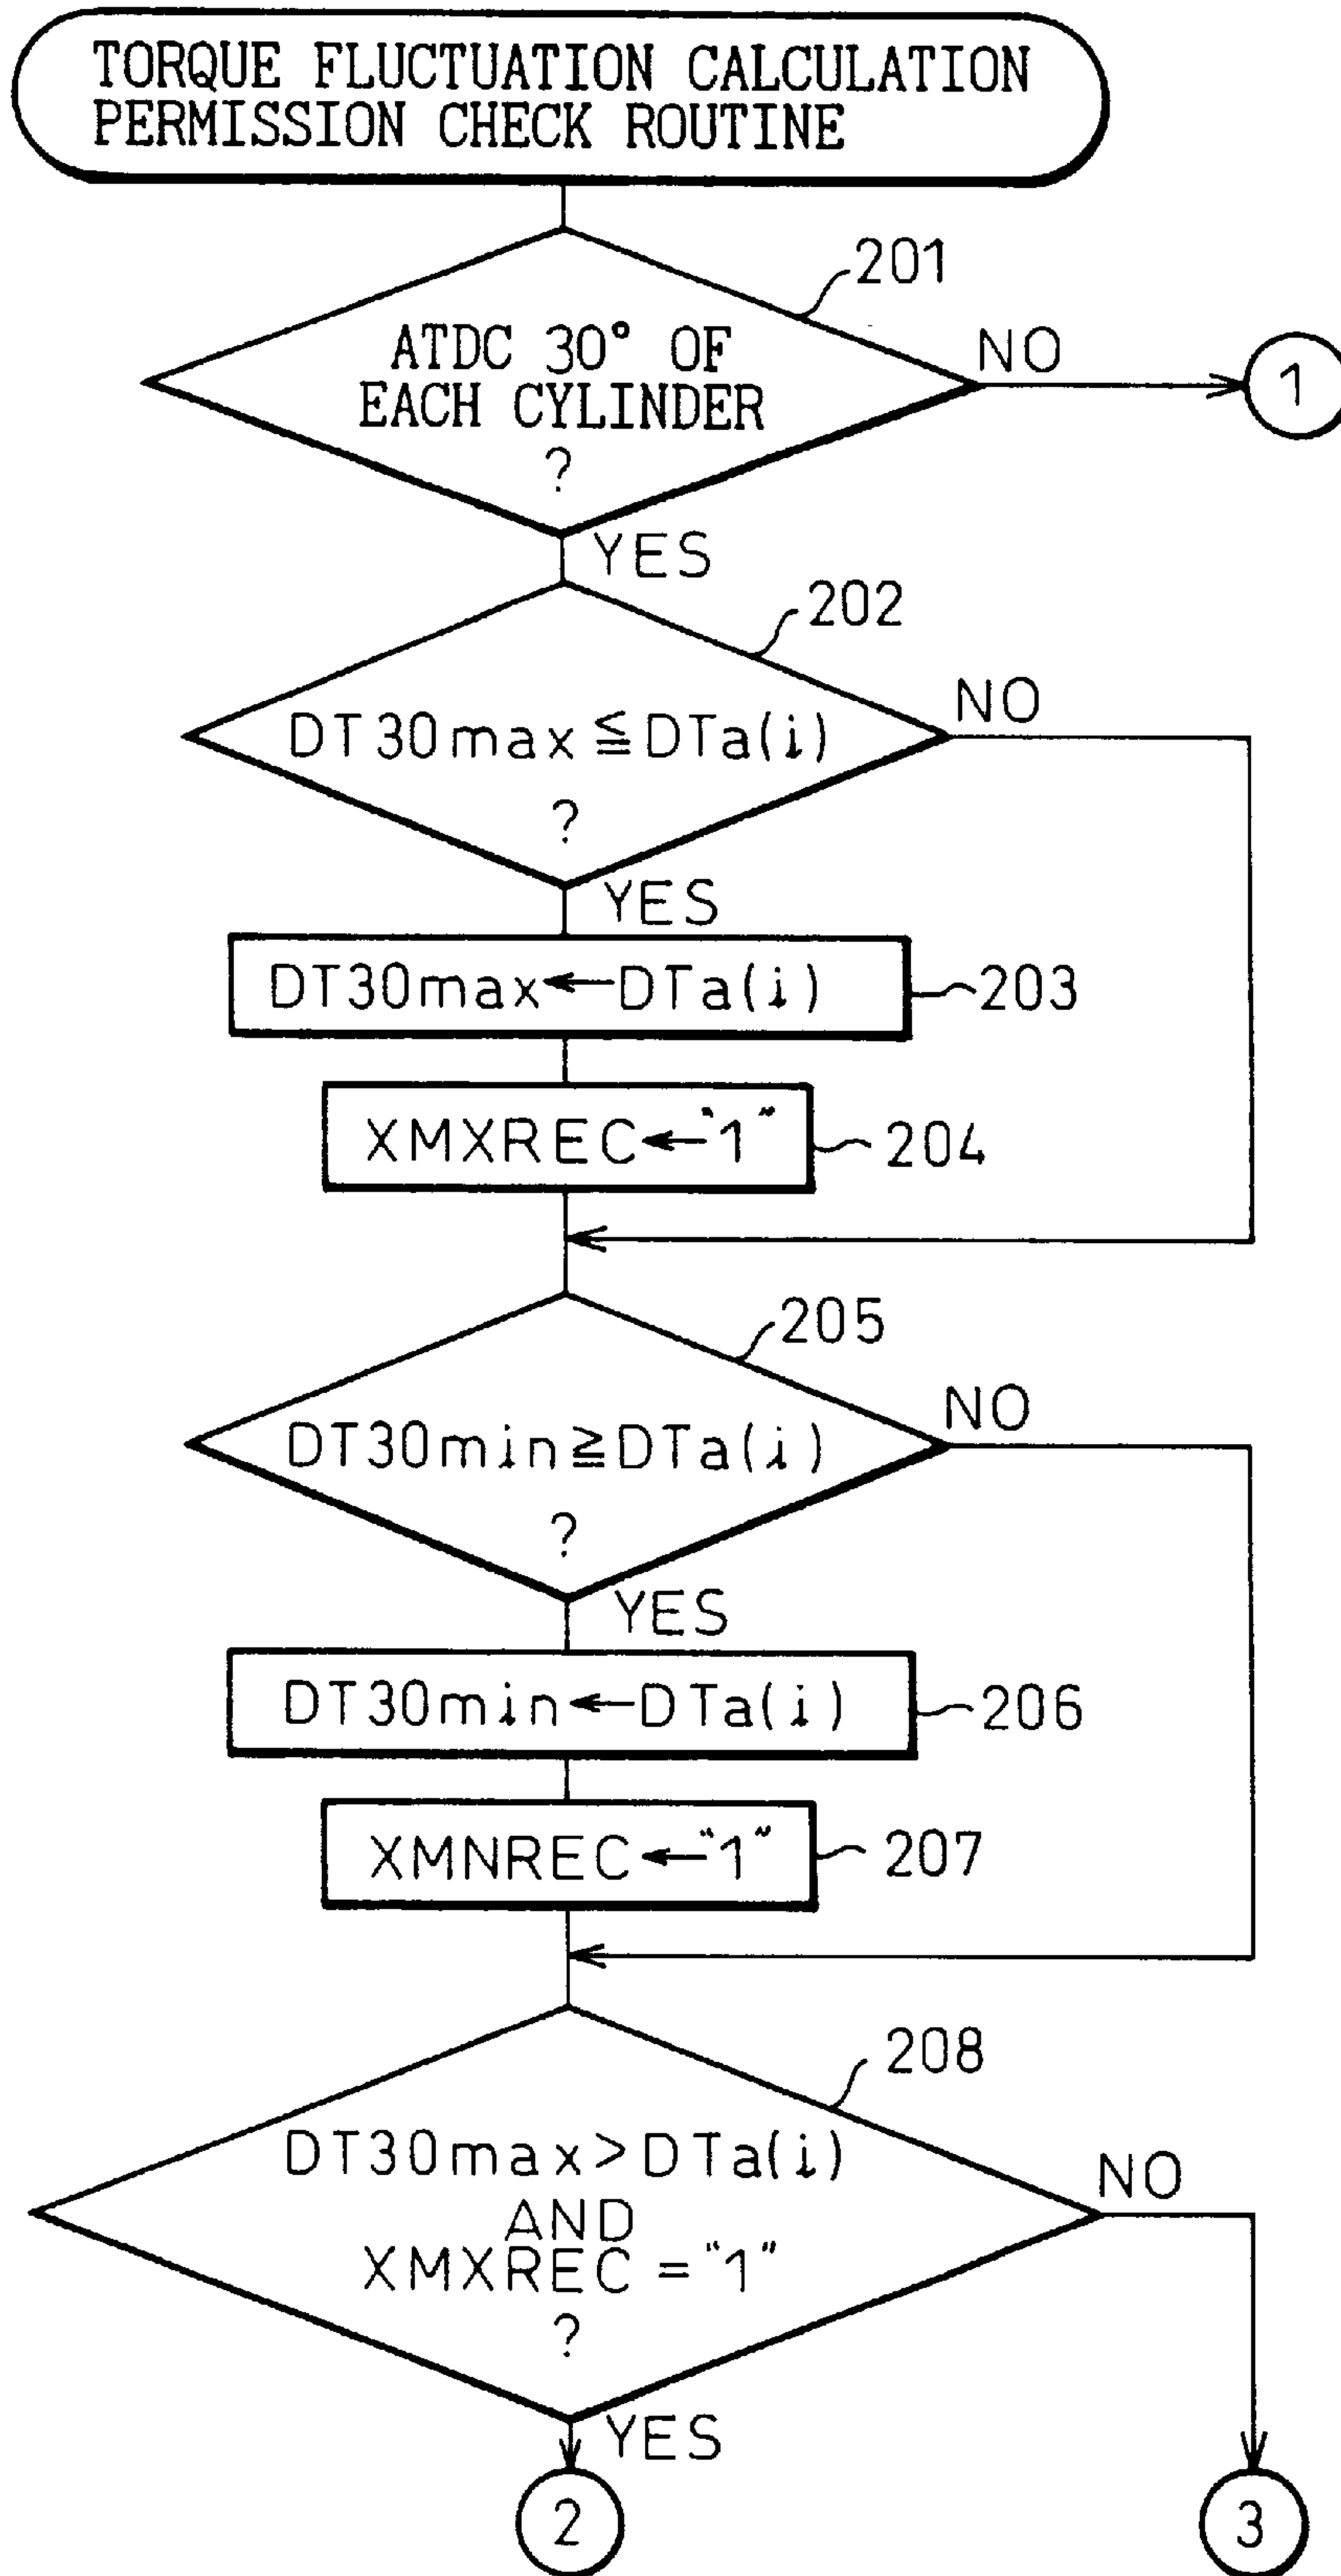 TORQUE FLUCTUATION CALCULATION
PERMISSION CHECK ROUTINE
201
ATDC 30° OF
EACH CYLINDER
?
NO
1
YES
202
DT30max≦DTa(i)
?
NO
YES
DT30max←DTa(i)
203
XMXREC←"1"
204
205
DT30min≧DTa(i)
?
NO
YES
DT30min←DTa(i)
206
XMNREC←"1"
207
208
DT30max>DTa(i)
AND
XMXREC="1"
?
NO
YES
2
3